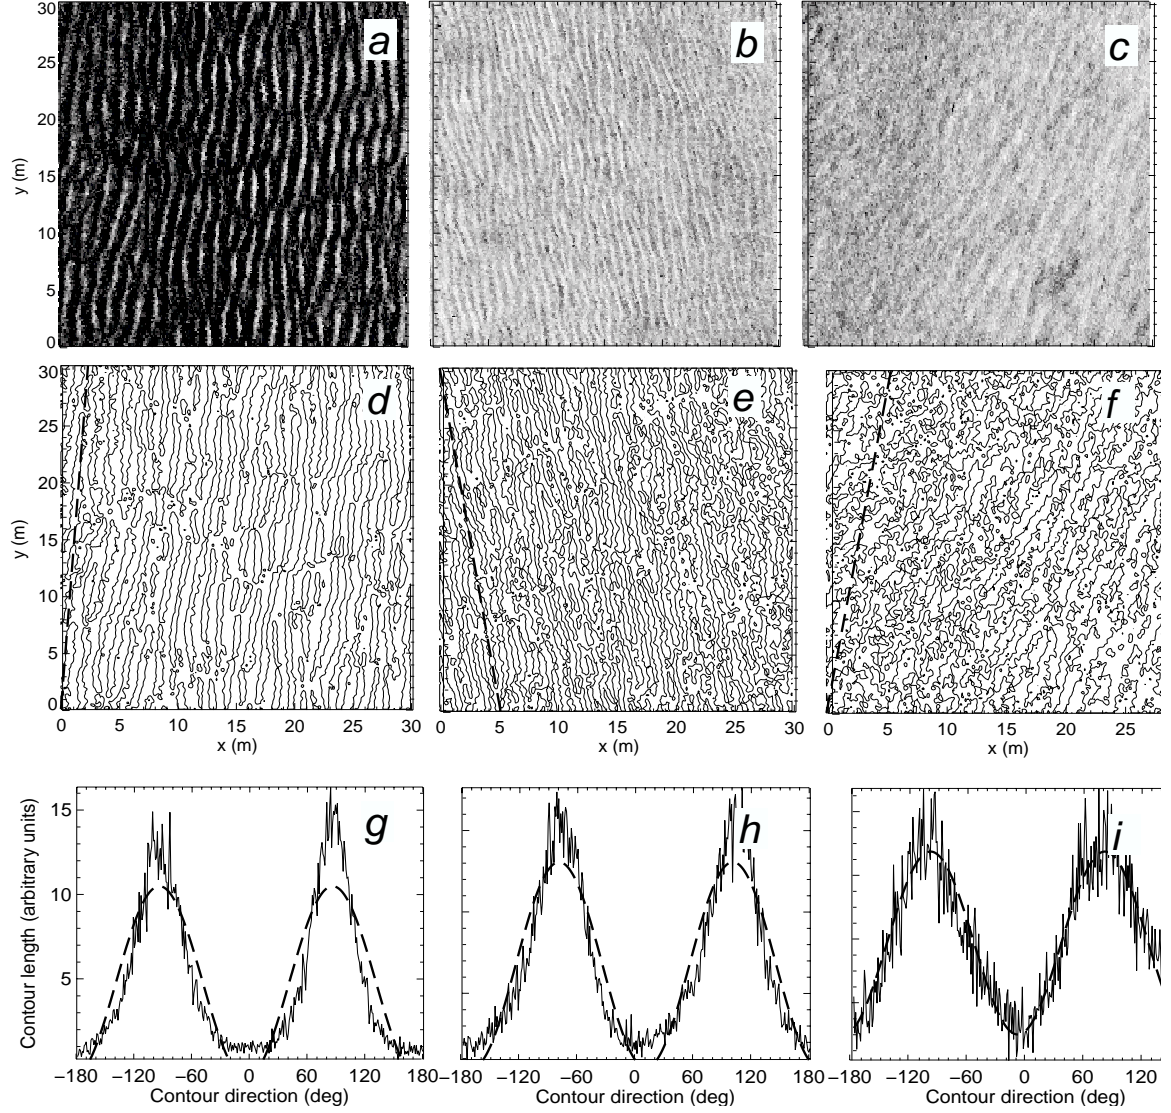 30
a
b
c
25
20
y (m)
15
10
5
0
30
d
e
f
25
20
y (m)
15
10
5
0
0 5 10 15 20 25 30
0 5 10 15 20 25 30
0 5 10 15 20 25
x (m)
x (m)
x (m)
15
g
h
i
Contour length (arbitrary units)
10
5
−180 −120 −60 0 60 120 180
−180 −120 −60 0 60 120 180
−180 −120 −60 0 60 120
Contour direction (deg)
Contour direction (deg)
Contour direction (deg)